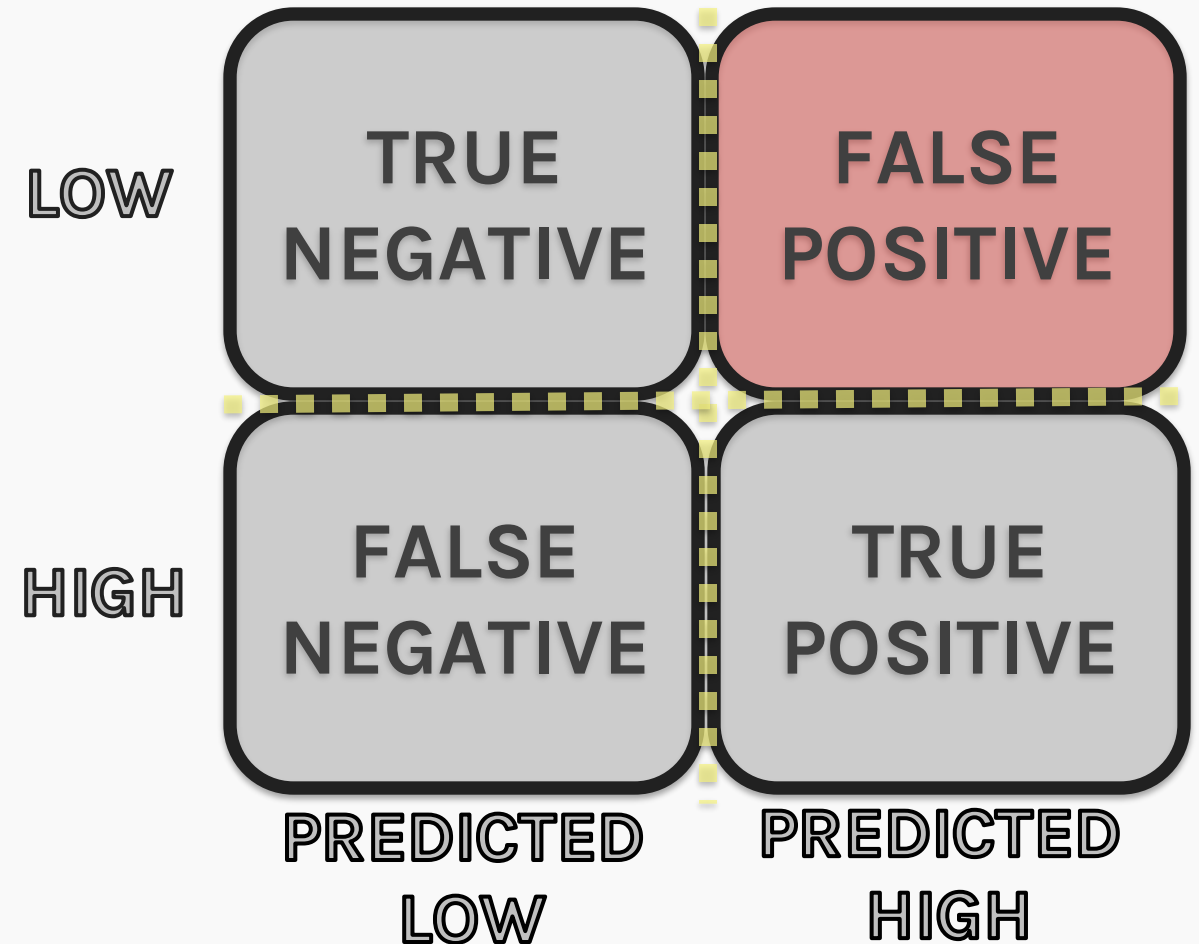 LOW
TRUE
NEGATIVE
FALSE
POSITIVE
HIGH
FALSE
NEGATIVE
TRUE
POSITIVE
PREDICTED
LOW
PREDICTED
HIGH